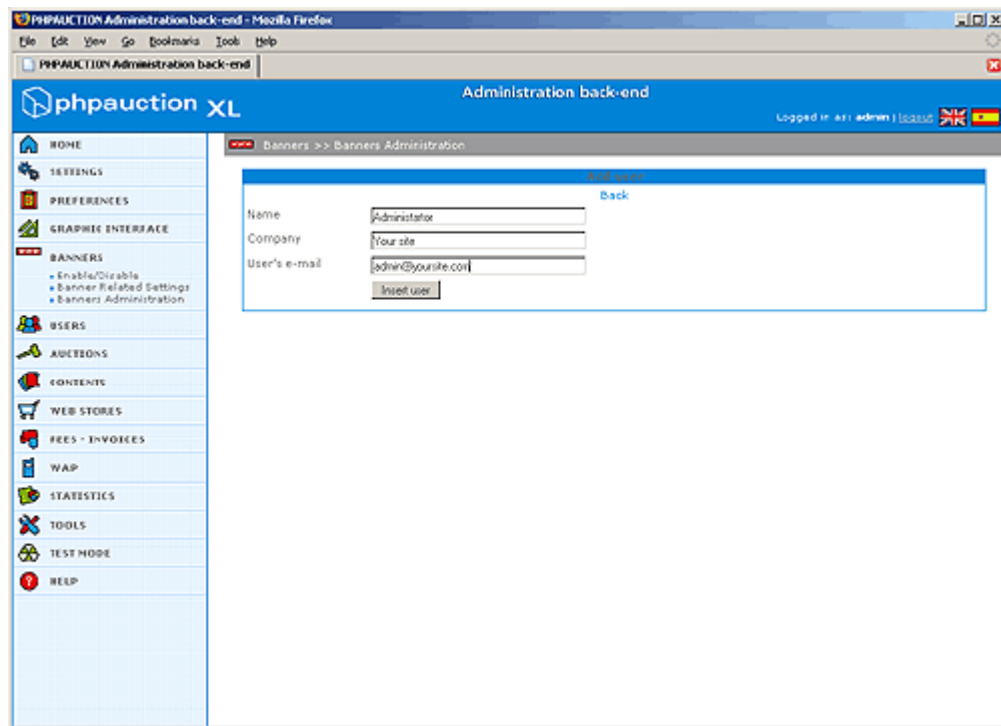 PHPAUCTION Administration back-end - Mozilla Firefox
File Edit View Go Bookmarks Tools Help
PHPAUCTION Administration back-end
phpauction XL
Administration back-end
Logged in as: admin | logout
HOME
SETTINGS
PREFERENCES
GRAPHIC INTERFACE
BANNERS
Enable/Disable
Banner Related Settings
Banners Administration
USERS
AUCTIONS
CONTENTS
WEB STORES
FEES - INVOICES
WAP
STATISTICS
TOOLS
TEST MODE
HELP
Banners >> Banners Administration
Add user
Back
Name Administator
Company Your site
User's e-mail admin@yoursite.com
Insert user